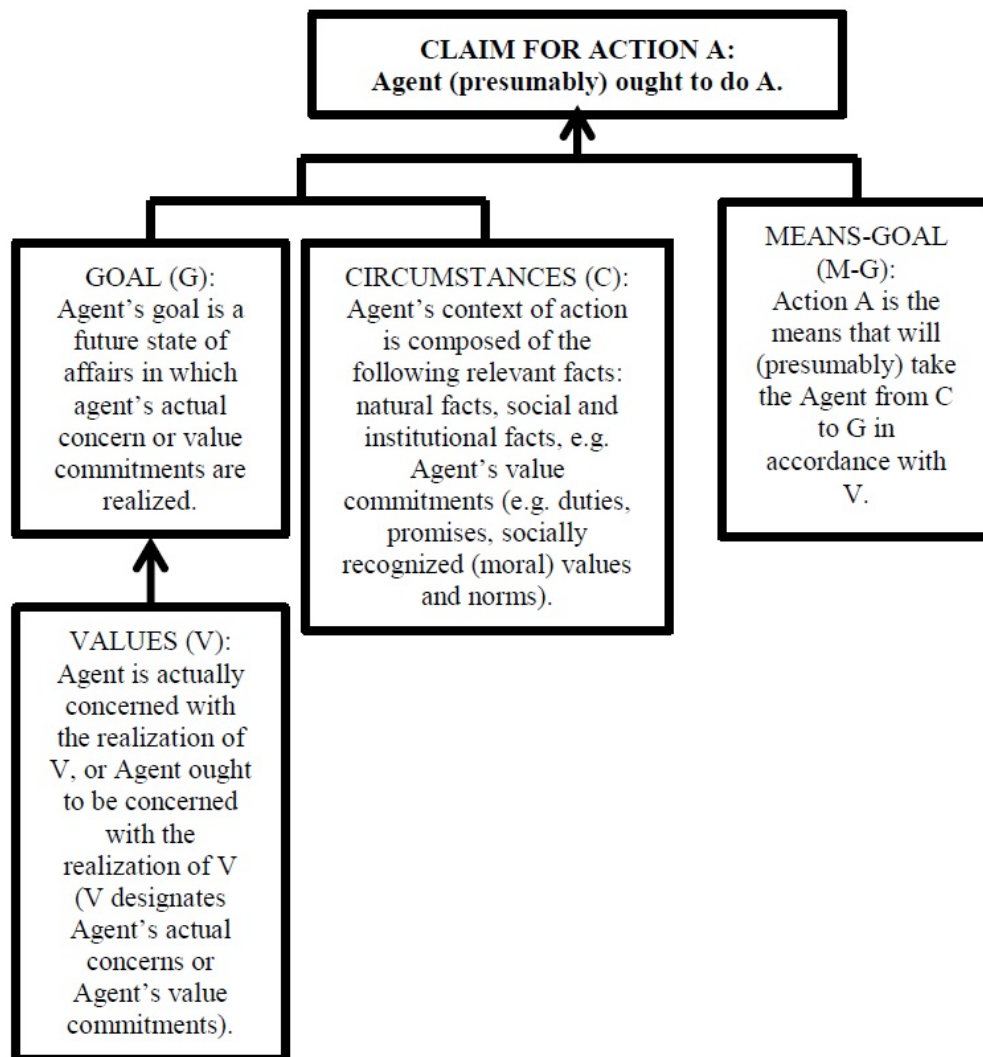 CLAIM FOR ACTION A:
Agent (presumably) ought to do A.
GOAL (G):
Agent’s goal is a
future state of
affairs in which
agent’s actual
concern or value
commitments are
realized.
CIRCUMSTANCES (C):
Agent’s context of action
is composed of the
following relevant facts:
natural facts, social and
institutional facts, e.g.
Agent’s value
commitments (e.g. duties,
promises, socially
recognized (moral) values
and norms).
MEANS-GOAL
(M-G):
Action A is the
means that will
(presumably) take
the Agent from C
to G in
accordance with
V.
VALUES (V):
Agent is actually
concerned with
the realization of
V, or Agent ought
to be concerned
with the
realization of V
(V designates
Agent’s actual
concerns or
Agent’s value
commitments).